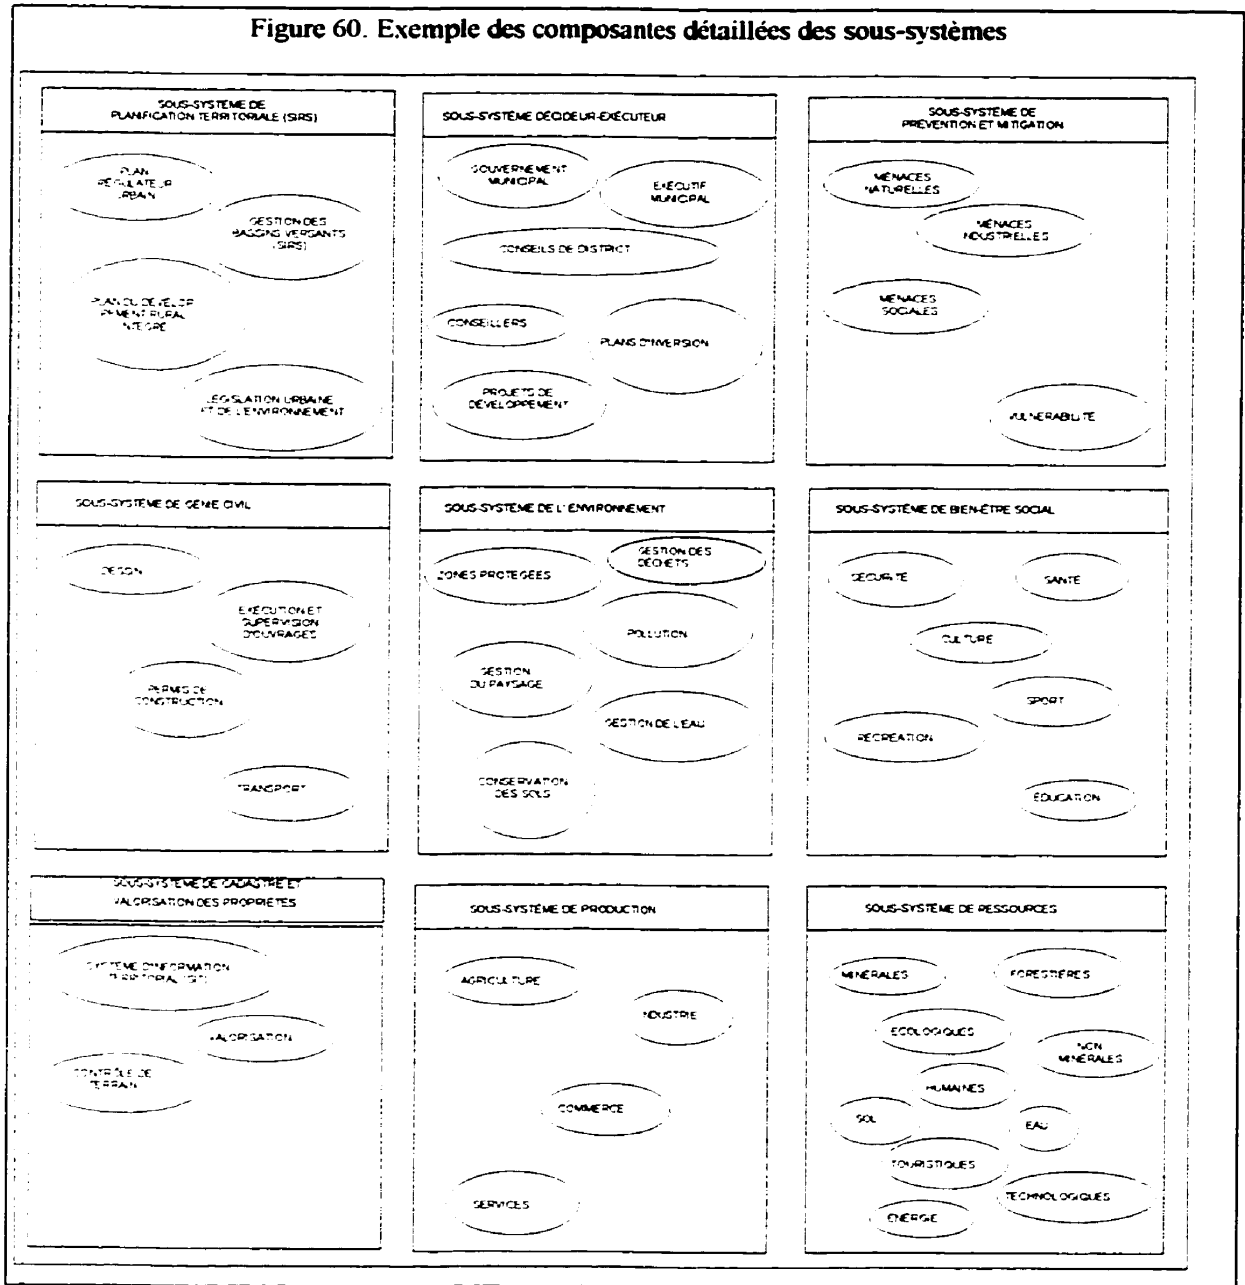 Figure 60. Exemple des composantes détaillées des sous-systèmes
SOUS-SYSTÈME DE
PLANIFICATION TERRITORIALE (SIRS)
PLAN
RÉGULATEUR
URBAIN
GESTION DES
BASSINS VERSANTS
(SIRS)
PLAN DU DÉVELOP
PEMENT RURAL
INTEGRÉ
LÉGISLATION URBAINE
ET DE L'ENVIRONNEMENT
SOUS-SYSTÈME DÉCIDEUR-EXÉCUTEUR
GOUVERNEMENT
MUNICIPAL
EXÉCUTIF
MUNICIPAL
CONSEILS DE DISTRICT
CONSEILLERS
PLANS D'INVERSION
PROJETS DE
DÉVELOPPEMENT
SOUS-SYSTÈME DE
PRÉVENTION ET MITIGATION
MÉNACES
NATURELLES
MÉNACES
INDUSTRIELLES
MÉNACES
SOCIALES
VULNÉRABILITÉ
SOUS-SYSTÈME DE GÉNIE CIVIL
DESSIN
EXÉCUTION ET
SUPERVISION
D'OUVRAGES
PERMIS DE
CONSTRUCTION
TRANSPORT
SOUS-SYSTÈME DE L'ENVIRONNEMENT
ZONES PROTÉGÉES
GESTION DES
DÉCHETS
POLLUTION
GESTION
DU PAYSAGE
GESTION DE L'EAU
CONSERVATION
DES SOLS
SOUS-SYSTÈME DE BIEN-ÊTRE SOCIAL
SÉCURITÉ
SANTÉ
CULTURE
SPORT
RÉCRÉATION
ÉDUCATION
SOUS-SYSTÈME DE CADASTRE ET
VALORISATION DES PROPRIÉTÉS
SYSTÈME D'INFORMATION
TERRITORIAL (SIT)
VALORISATION
CONTRÔLE DE
TERRAIN
SOUS-SYSTÈME DE PRODUCTION
AGRICULTURE
INDUSTRIE
COMMERCE
SERVICES
SOUS-SYSTÈME DE RESSOURCES
MINÉRALES
FORESTIÈRES
ÉCOLOGIQUES
NON
MINÉRALES
HUMAINES
SOL
EAU
TOURISTIQUES
TECHNOLOGIQUES
ÉNERGIE